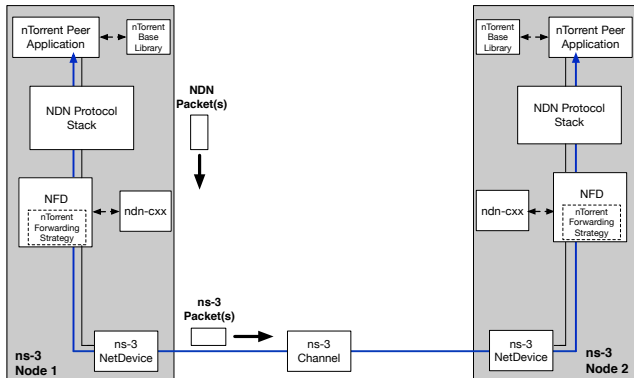 nTorrent Peer
Application
nTorrent
Base
Library
NDN Protocol
Stack
NFD
nTorrent
Forwarding
Strategy
ndn-cxx
ns-3
NetDevice
ns-3
Node 1
NDN
Packet(s)
ns-3
Packet(s)
ns-3
Channel
nTorrent
Base
Library
nTorrent Peer
Application
NDN Protocol
Stack
ndn-cxx
NFD
nTorrent
Forwarding
Strategy
ns-3
NetDevice
ns-3
Node 2